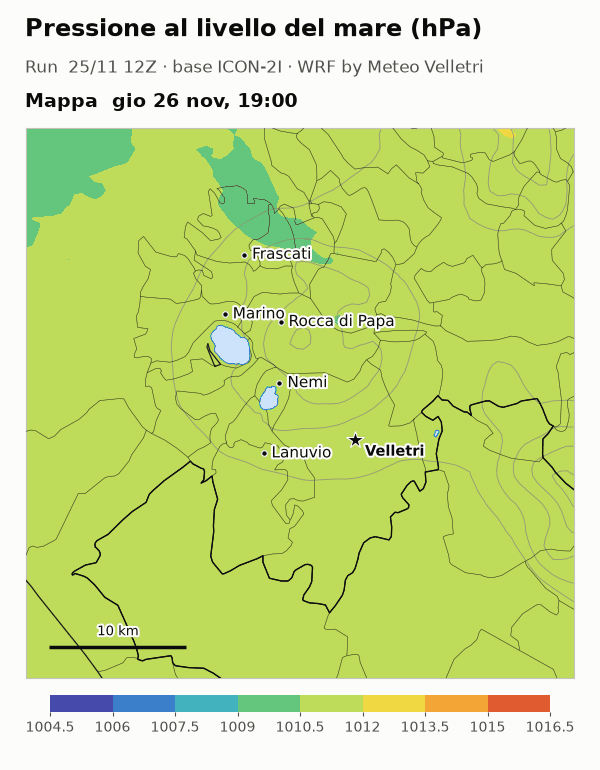 Pressione al livello del mare (hPa)
Run  25/11 12Z · base ICON-2I · WRF by Meteo Velletri
Mappa  gio 26 nov, 19:00
Frascati
Marino
Rocca di Papa
Nemi
Velletri
Lanuvio
10 km
1004.5 1006 1007.5 1009 1010.5 1012 1013.5 1015 1016.5